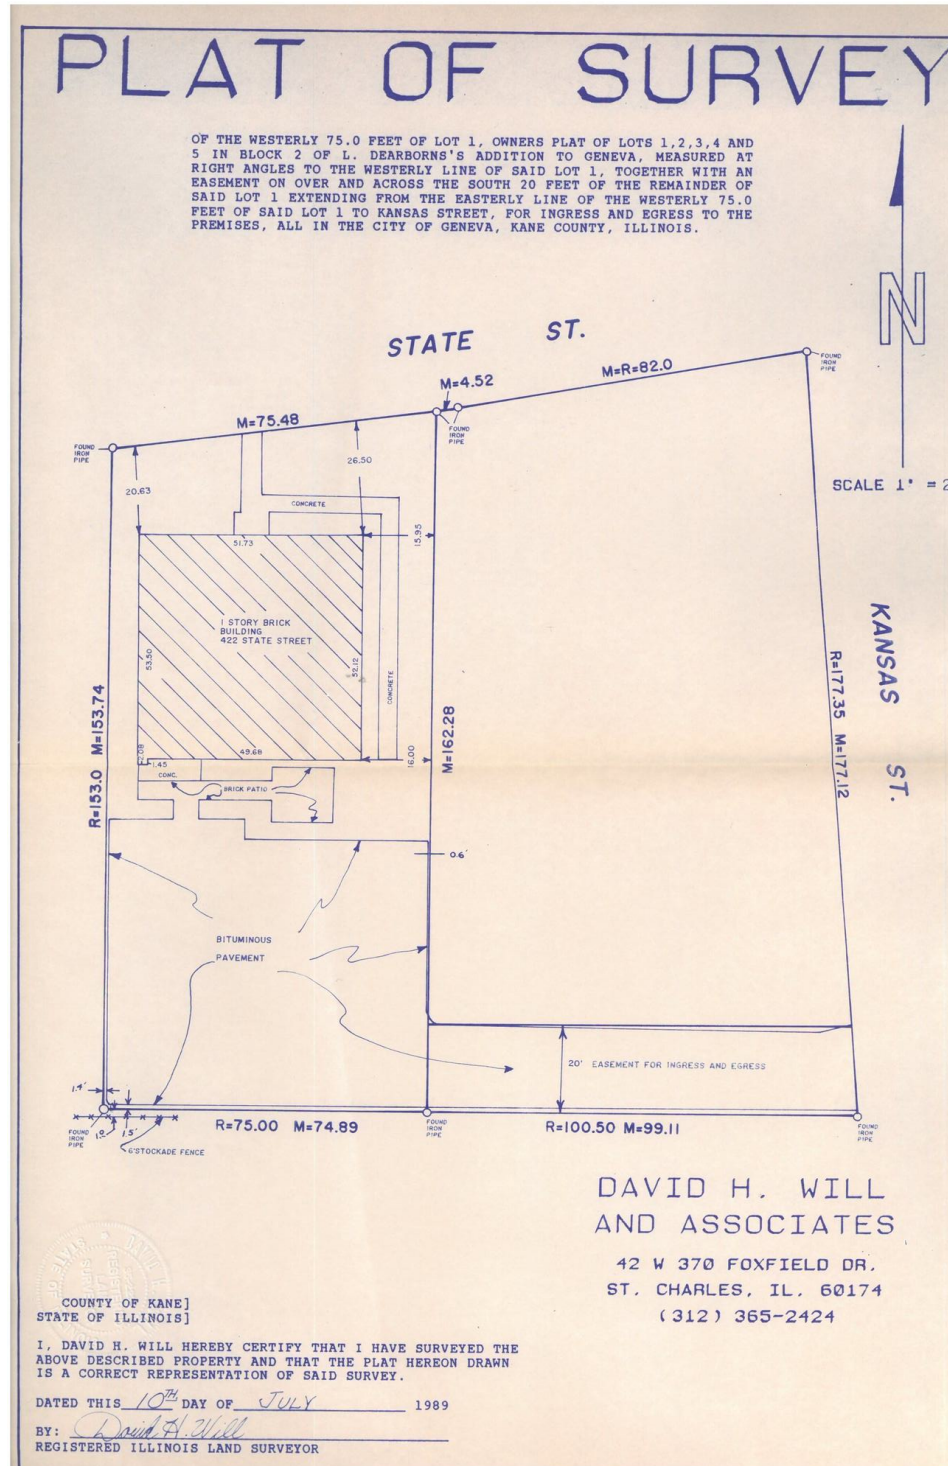 PLAT OF SURVEY
OF THE WESTERLY 75.0 FEET OF LOT 1, OWNERS PLAT OF LOTS 1,2,3,4 AND
5 IN BLOCK 2 OF L. DEARBORNS'S ADDITION TO GENEVA, MEASURED AT
RIGHT ANGLES TO THE WESTERLY LINE OF SAID LOT 1, TOGETHER WITH AN
EASEMENT ON OVER AND ACROSS THE SOUTH 20 FEET OF THE REMAINDER OF
SAID LOT 1 EXTENDING FROM THE EASTERLY LINE OF THE WESTERLY 75.0
FEET OF SAID LOT 1 TO KANSAS STREET, FOR INGRESS AND EGRESS TO THE
PREMISES, ALL IN THE CITY OF GENEVA, KANE COUNTY, ILLINOIS.
N
STATE ST.
M=4.52
M=R=82.0
FOUND
IRON
PIPE
M=75.48
FOUND
IRON
PIPE
FOUND
IRON
PIPE
20.63
26.50
SCALE 1" = 2
CONCRETE
51.73
15.95
1 STORY BRICK
BUILDING
422 STATE STREET
53.50
52.12
CONCRETE
KANSAS ST.
R=177.35 M=177.12
R=153.0 M=153.74
M=162.28
49.68
16.00
2.08
1.45
CONC.
BRICK PATIO
0.6'
BITUMINOUS
PAVEMENT
20' EASEMENT FOR INGRESS AND EGRESS
1.4'
FOUND
IRON
PIPE
1.5'
6'STOCKADE FENCE
R=75.00 M=74.89
FOUND
IRON
PIPE
R=100.50 M=99.11
FOUND
IRON
PIPE
DAVID H. WILL
AND ASSOCIATES
42 W 370 FOXFIELD DR.
ST. CHARLES, IL. 60174
(312) 365-2424
COUNTY OF KANE]
STATE OF ILLINOIS]
I, DAVID H. WILL HEREBY CERTIFY THAT I HAVE SURVEYED THE
ABOVE DESCRIBED PROPERTY AND THAT THE PLAT HEREON DRAWN
IS A CORRECT REPRESENTATION OF SAID SURVEY.
DATED THIS 10TH DAY OF JULY 1989
BY: David H. Will
REGISTERED ILLINOIS LAND SURVEYOR